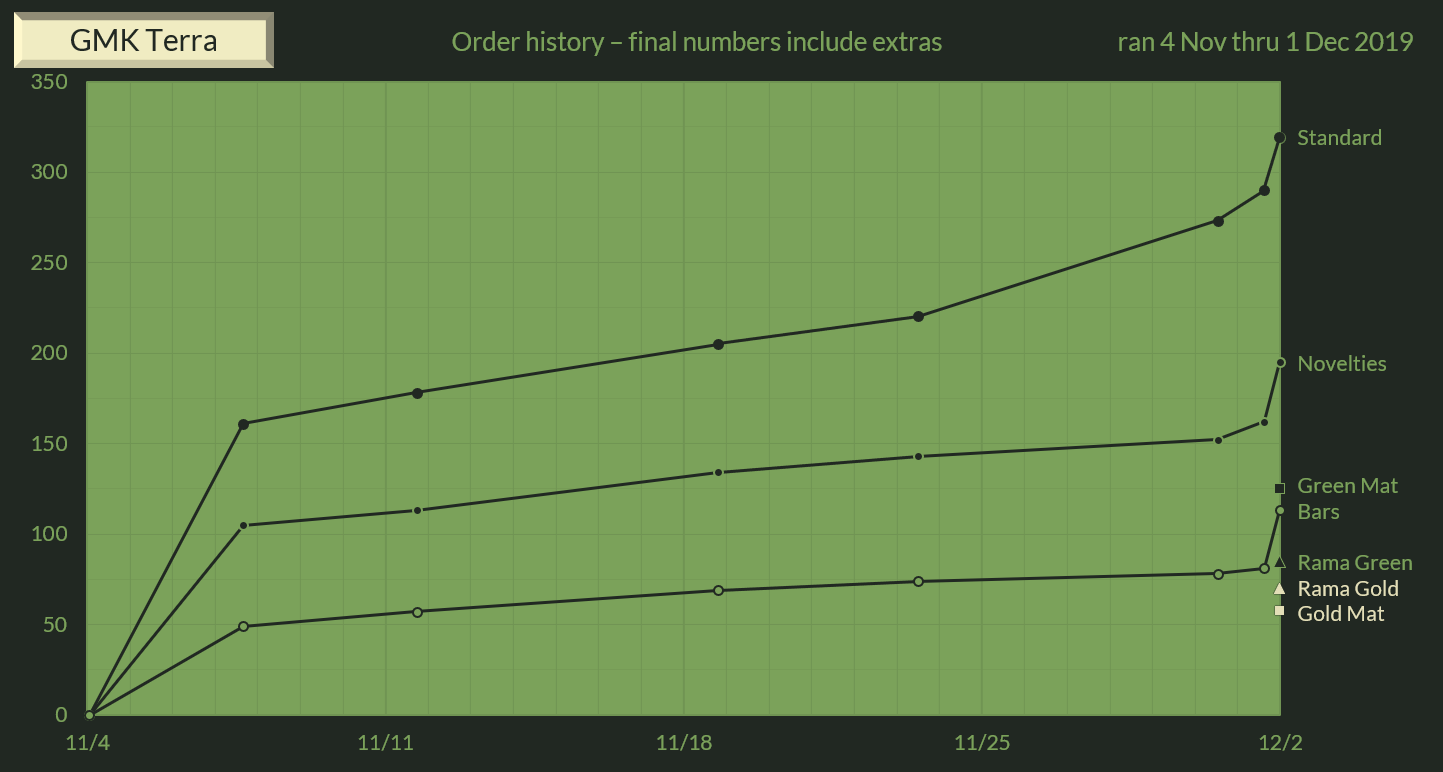 GMK Terra
Order history – final numbers include extras
ran 4 Nov thru 1 Dec 2019
350
300
250
200
150
100
50
0
Standard
Novelties
Green Mat
Bars
Rama Green
Rama Gold
Gold Mat
11/4
11/11
11/18
11/25
12/2